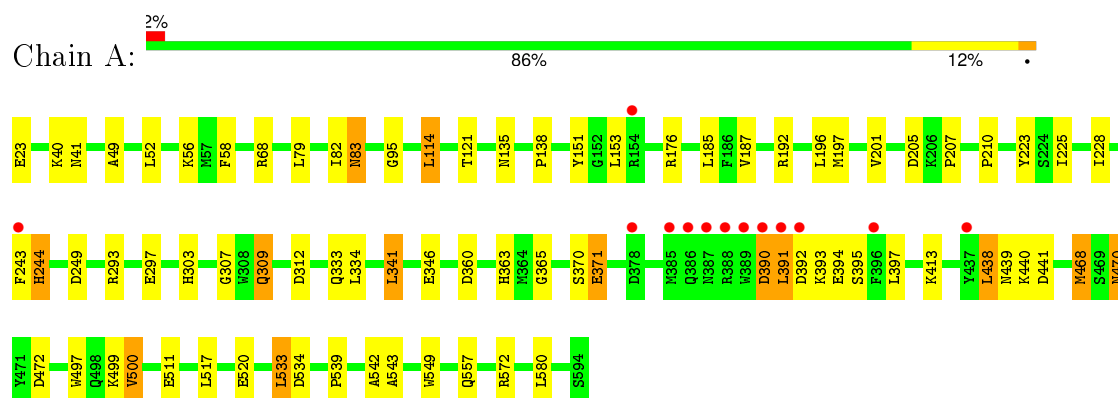 2%
Chain A:
86% 12% •
E23 K40 N41 A49 L52 K56 M57 F58 R68 L79 I82 N83 G95 L114 T121 N135 P138 Y151 G152 L153 R154 R176 L185 F186 V187 R192 L196 M197 V201 D205 K206 P207 P210 Y223 S224 I225 I228
F243 H244 D249 R293 E297 H303 G307 W308 Q309 D312 Q333 L334 L341 E346 D360 H363 M364 G365 S370 E371 D378 M385 Q386 N387 R388 W389 D390 L391 D392 K393 E394 S395 F396 L397 K413 Y437 L438 N439 K440 D441 M468 S469 N470
Y471 D472 W497 Q498 K499 V500 E511 L517 E520 L533 D534 P539 A542 A543 W549 Q557 R572 L580 S594